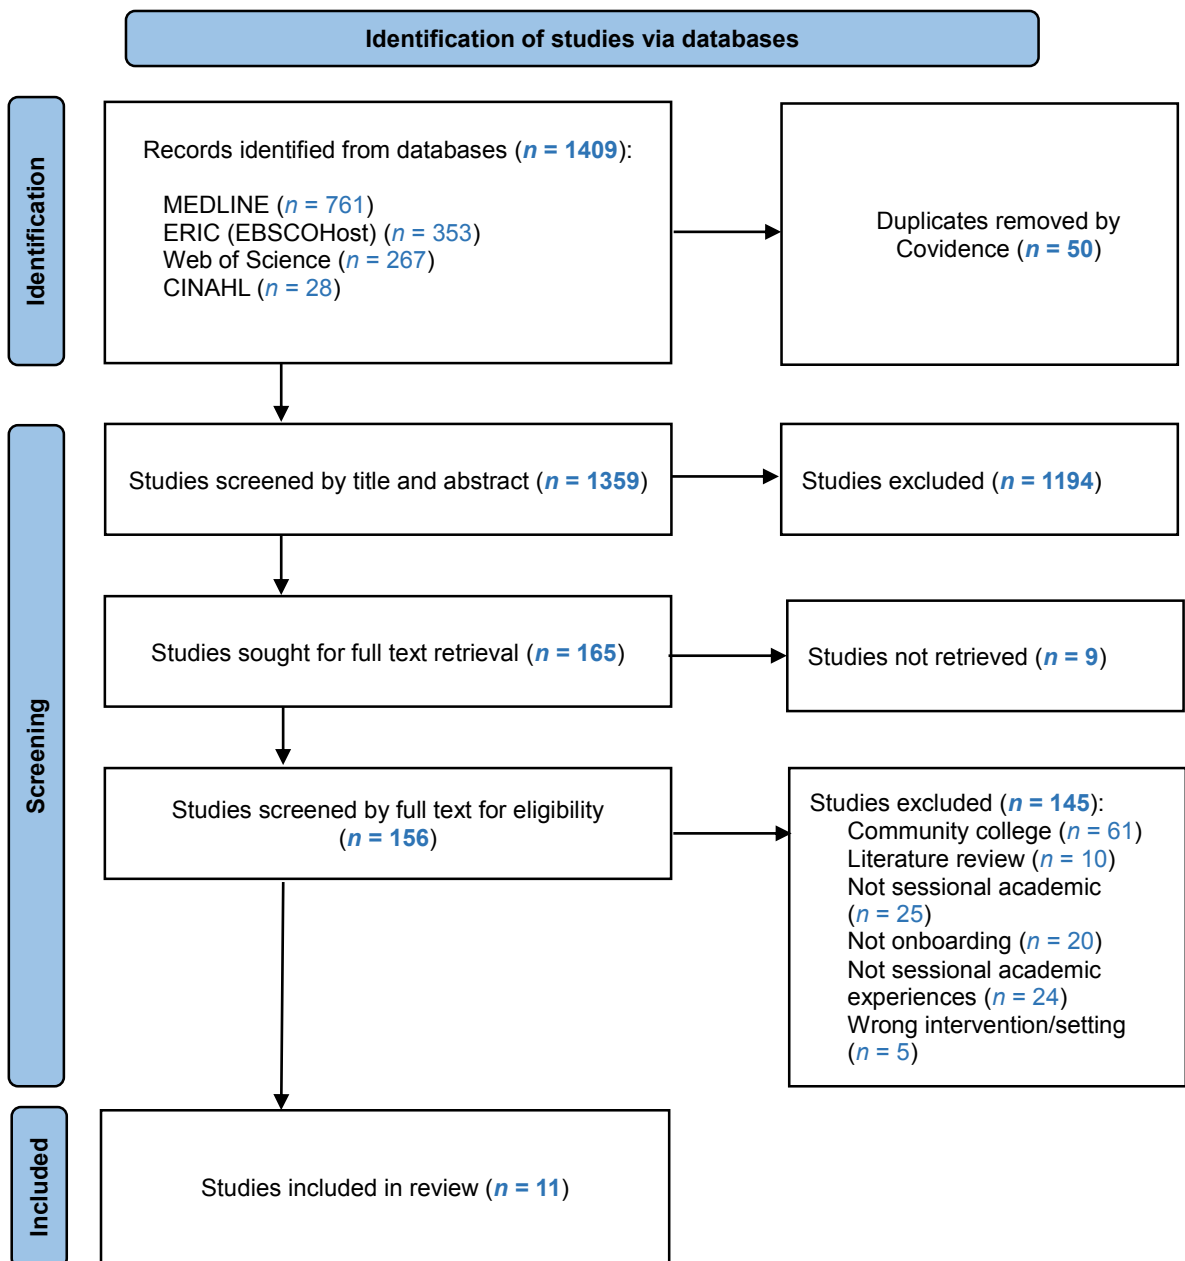 Identification of studies via databases
Identification
Records identified from databases (n = 1409):
MEDLINE (n = 761)
ERIC (EBSCOHost) (n = 353)
Web of Science (n = 267)
CINAHL (n = 28)
Duplicates removed by
Covidence (n = 50)
Screening
Studies screened by title and abstract (n = 1359)
Studies excluded (n = 1194)
Studies sought for full text retrieval (n = 165)
Studies not retrieved (n = 9)
Studies screened by full text for eligibility
(n = 156)
Studies excluded (n = 145):
Community college (n = 61)
Literature review (n = 10)
Not sessional academic
(n = 25)
Not onboarding (n = 20)
Not sessional academic
experiences (n = 24)
Wrong intervention/setting
(n = 5)
Included
Studies included in review (n = 11)